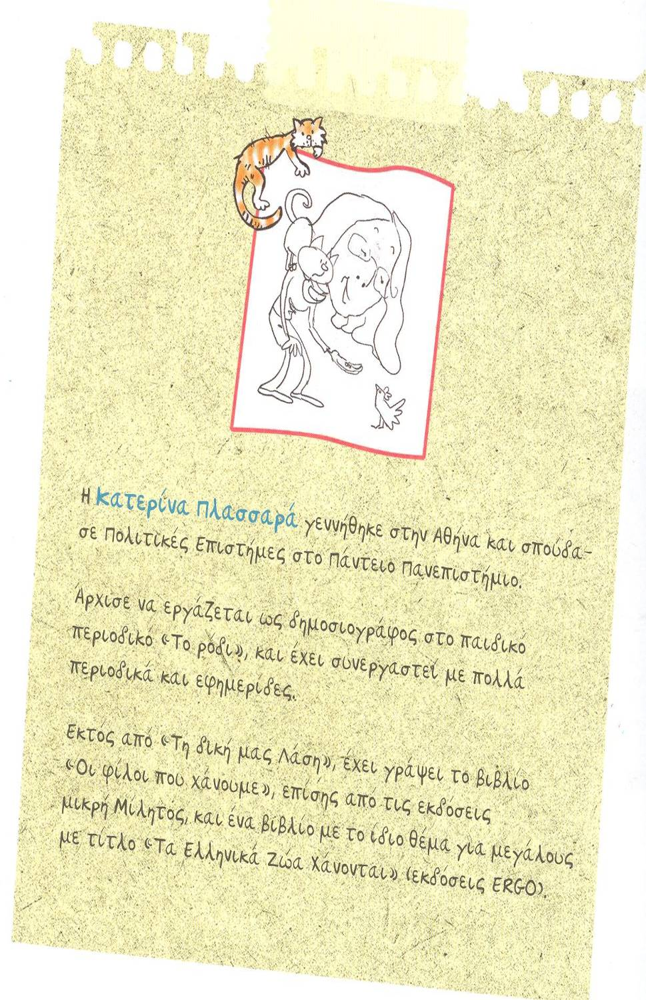 Η Κατερίνα Πλασσαρά γεννήθηκε στην Αθήνα και σπούδα-
σε Πολιτικές Επιστήμες στο Πάντειο Πανεπιστήμιο.
Άρχισε να εργάζεται ως δημοσιογράφος στο παιδικό
περιοδικό «Το ρόδι», και έχει συνεργαστεί με πολλά
περιοδικά και εφημερίδες.
Εκτός από «Τη δική μας Λάση», έχει γράψει το βιβλίο
«Οι φίλοι που χάνουμε», επίσης από τις εκδόσεις
μικρή Μίλητος, και ένα βιβλίο με το ίδιο θέμα για μεγάλους
με τίτλο «Τα Ελληνικά Ζώα Χάνονται» (εκδόσεις ERGO).